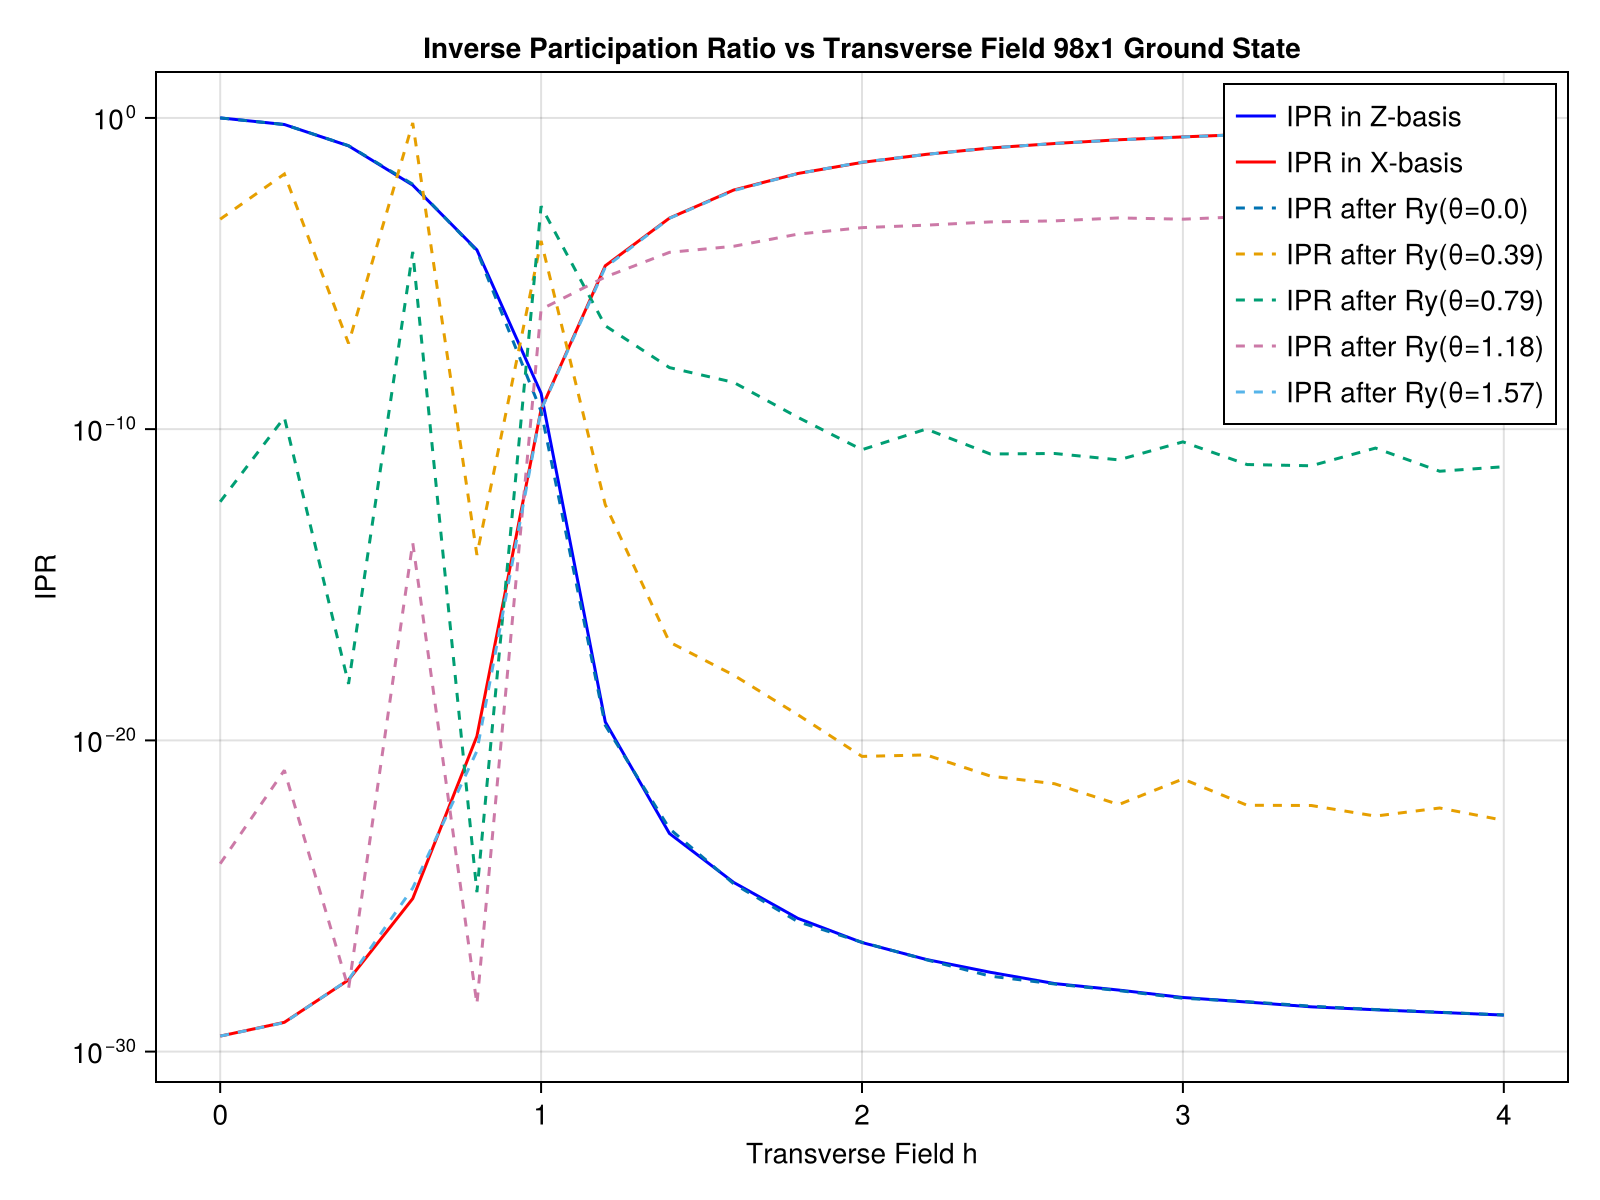 Inverse Participation Ratio vs Transverse Field 98x1 Ground State
IPR in Z-basis
IPR in X-basis
IPR after Ry(θ=0.0)
IPR after Ry(θ=0.39)
IPR after Ry(θ=0.79)
IPR after Ry(θ=1.18)
IPR after Ry(θ=1.57)
10⁰
10⁻¹⁰
10⁻²⁰
10⁻³⁰
IPR
0 1 2 3 4
Transverse Field h